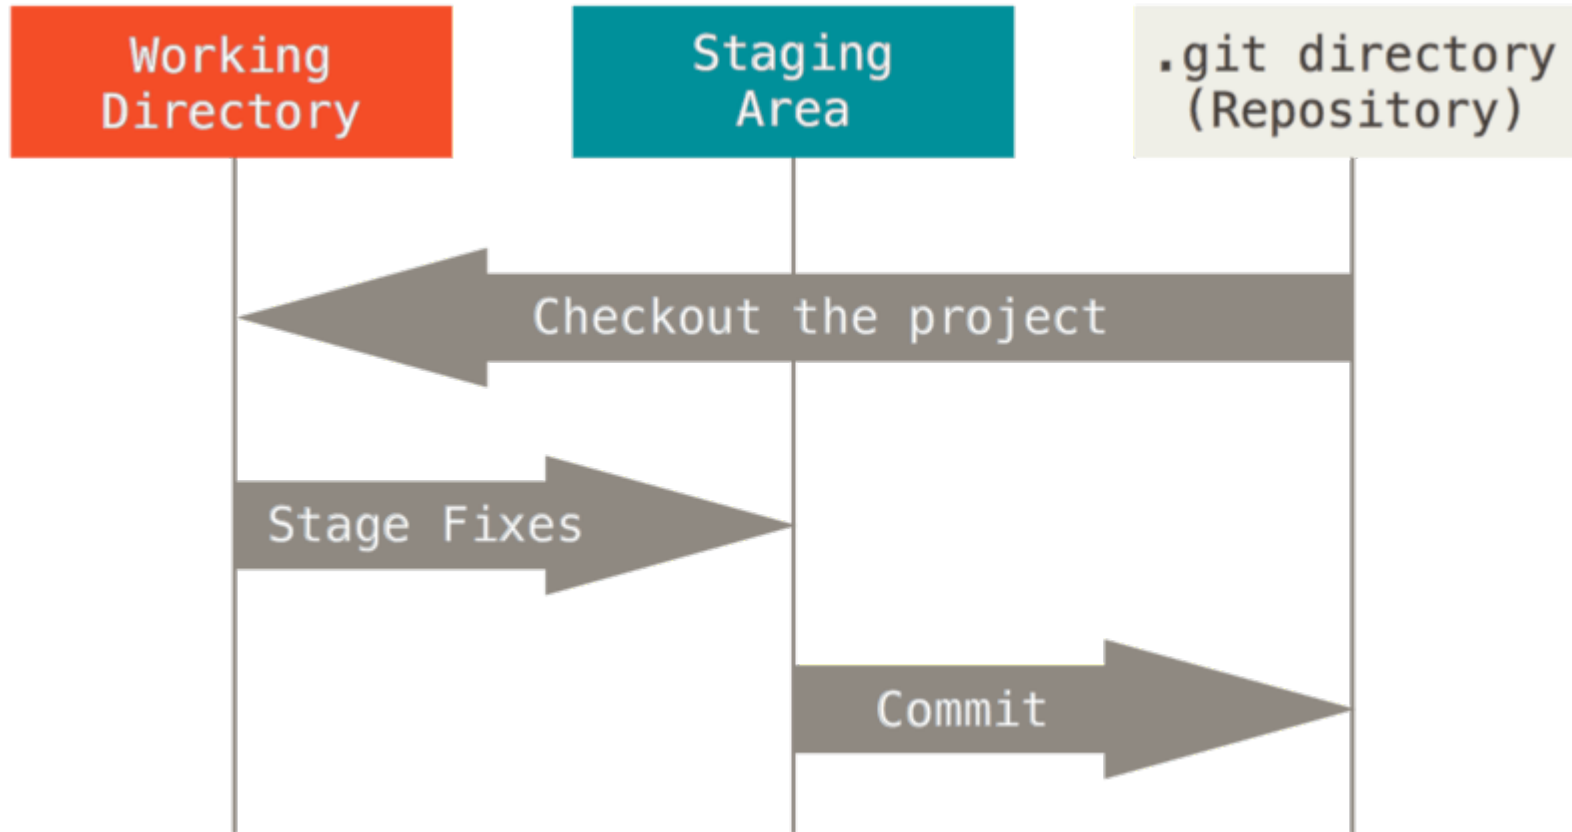 Working
Directory
Staging
Area
.git directory
(Repository)
Checkout the project
Stage Fixes
Commit